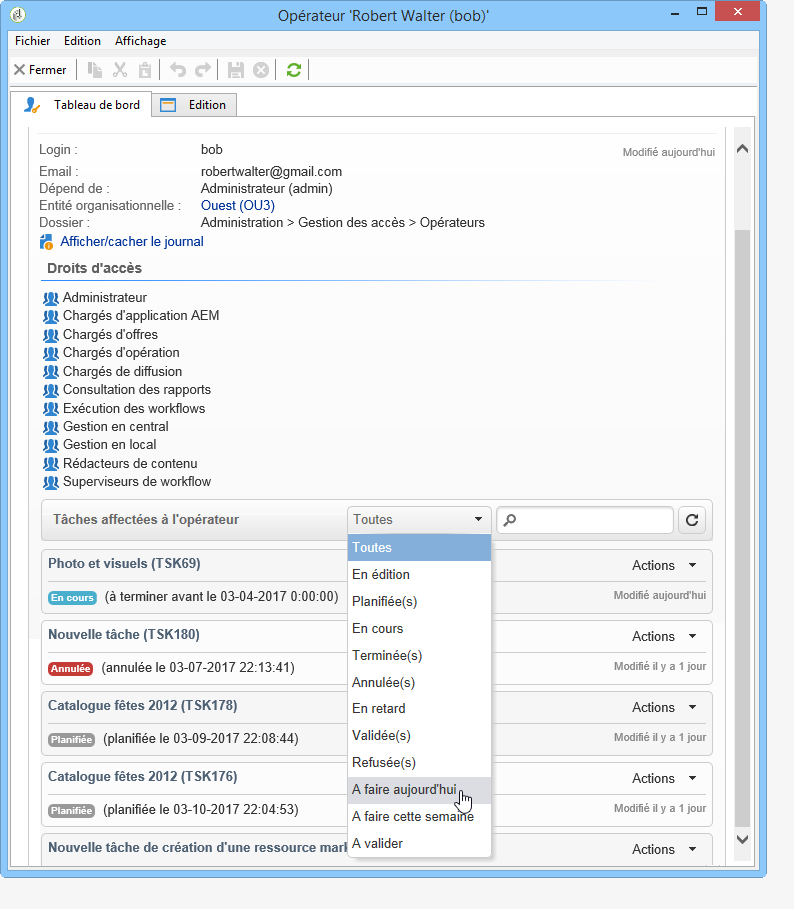 Opérateur 'Robert Walter (bob)'
Fichier Edition Affichage
Fermer
Tableau de bord Edition
Login : bob Modifié aujourd'hui
Email : robertwalter@gmail.com
Dépend de : Administrateur (admin)
Entité organisationnelle : Ouest (OU3)
Dossier : Administration > Gestion des accès > Opérateurs
Afficher/cacher le journal
Droits d'accès
Administrateur
Chargés d'application AEM
Chargés d'offres
Chargés d'opération
Chargés de diffusion
Consultation des rapports
Exécution des workflows
Gestion en central
Gestion en local
Rédacteurs de contenu
Superviseurs de workflow
Tâches affectées à l'opérateur Toutes
Toutes
En édition
Planifiée(s)
En cours
Terminée(s)
Annulée(s)
En retard
Validée(s)
Refusée(s)
A faire aujourd'hui
A faire cette semaine
A valider
Photo et visuels (TSK69) Actions
En cours (à terminer avant le 03-04-2017 0:00:00) Modifié aujourd'hui
Nouvelle tâche (TSK180) Actions
Annulée (annulée le 03-07-2017 22:13:41) Modifié il y a 1 jour
Catalogue fêtes 2012 (TSK178) Actions
Planifiée (planifiée le 03-09-2017 22:08:44) Modifié il y a 1 jour
Catalogue fêtes 2012 (TSK176) Actions
Planifiée (planifiée le 03-10-2017 22:04:53) Modifié il y a 1 jour
Nouvelle tâche de création d'une ressource Actions